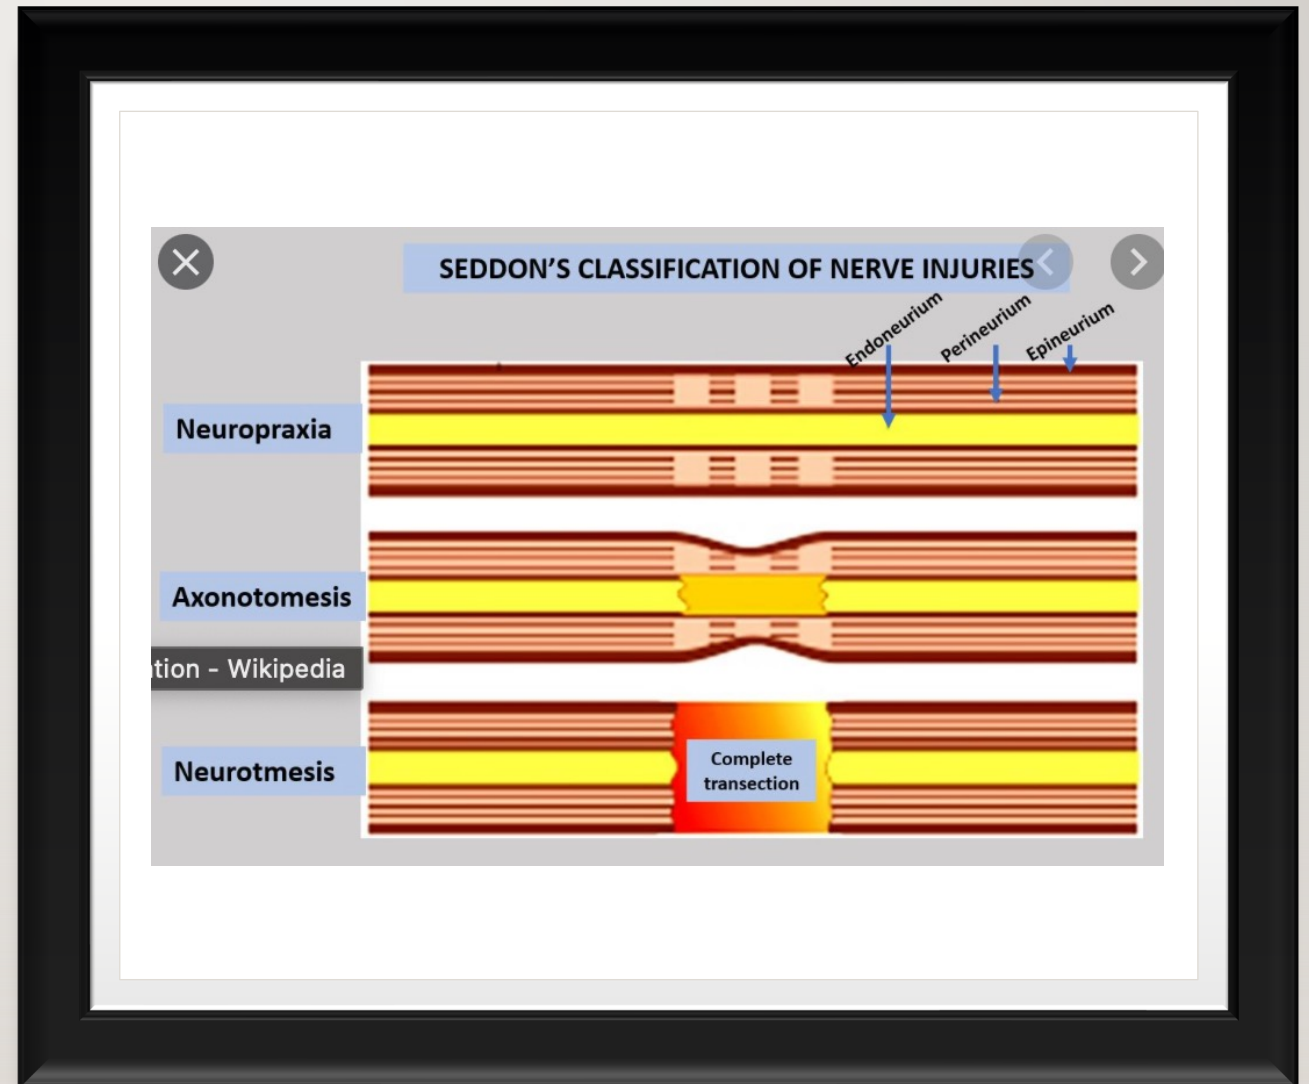 SEDDON'S CLASSIFICATION OF NERVE INJURIES
Endoneurium
Perineurium
Epineurium
Neuropraxia
Axonotomesis
tion - Wikipedia
Neurotmesis
Complete
transection